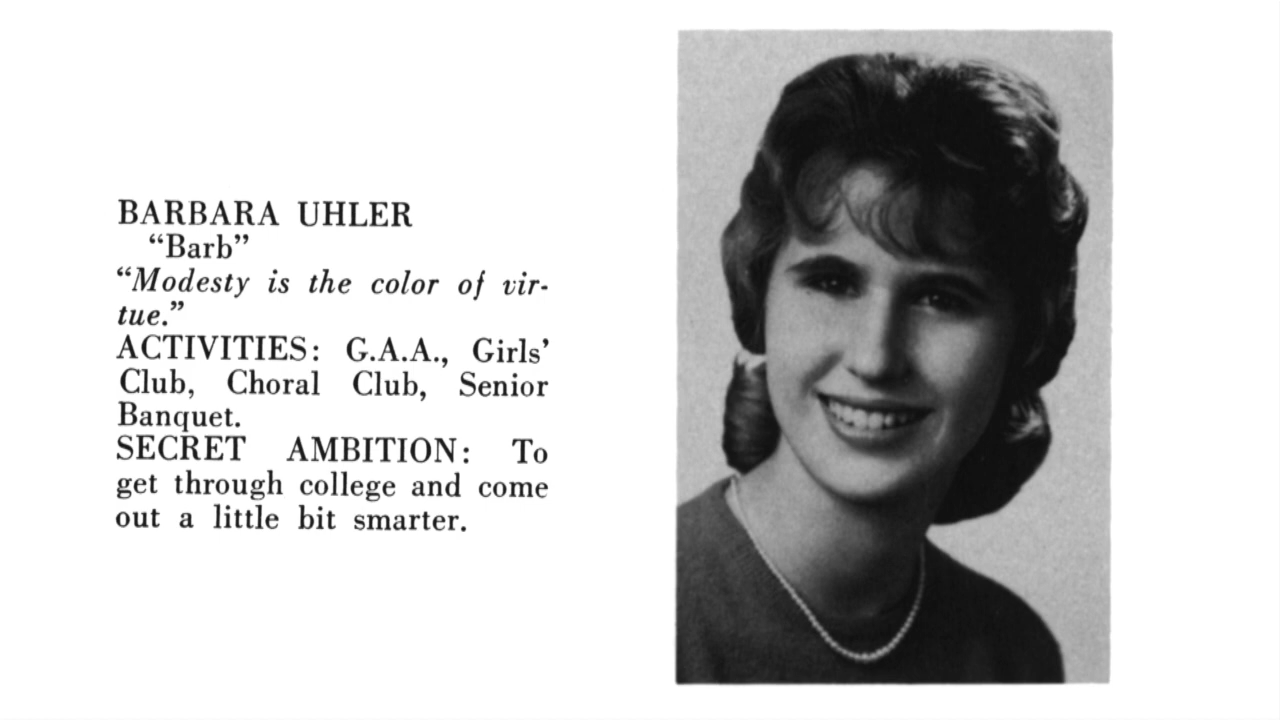 BARBARA UHLER
“Barb”
“Modesty is the color of vir-
tue.”
ACTIVITIES: G.A.A., Girls’
Club, Choral Club, Senior
Banquet.
SECRET AMBITION: To
get through college and come
out a little bit smarter.